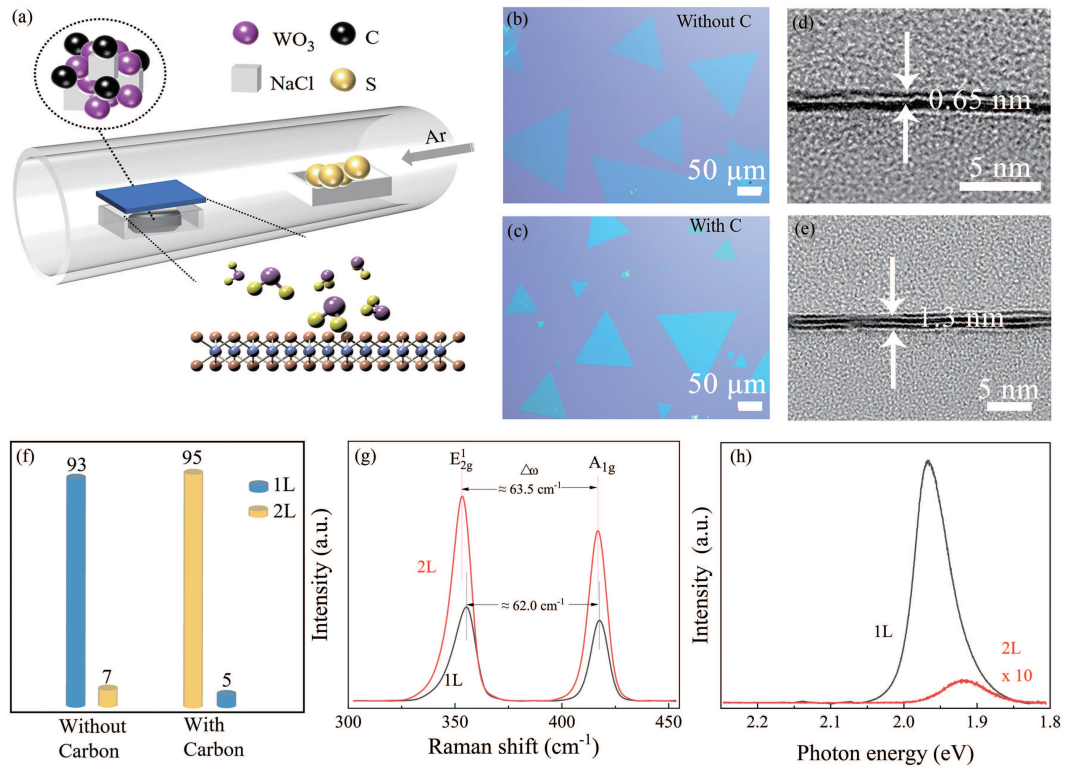 (a)
WO3
C
NaCl
S
Ar
(b)
Without C
50 μm
(c)
With C
50 μm
(d)
0.65 nm
5 nm
(e)
1.3 nm
5 nm
(f)
93
95
1L
2L
7
5
Without
Carbon
With
Carbon
(g)
E¹2g
Δω
A1g
≈ 63.5 cm⁻¹
2L
≈ 62.0 cm⁻¹
1L
Intensity (a.u.)
300
350
400
450
Raman shift (cm⁻¹)
(h)
1L
2L
x 10
Intensity (a.u.)
2.2
2.1
2.0
1.9
1.8
Photon energy (eV)